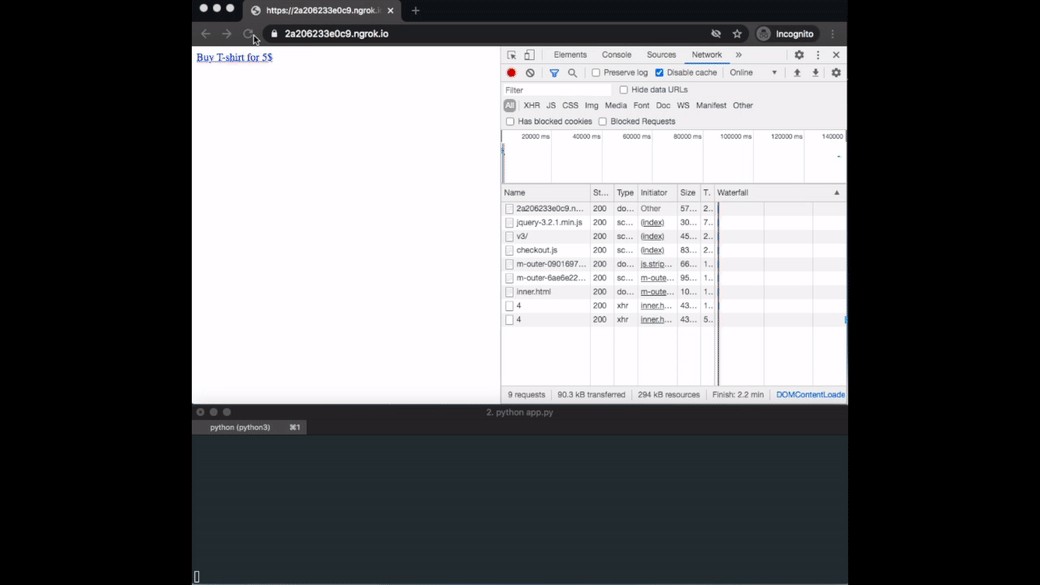 https://2a206233e0c9.ngrok.i
2a206233e0c9.ngrok.io
Incognito
Buy T-shirt for 5$
Elements Console Sources Network »
Preserve log Disable cache Online
Filter Hide data URLs
All XHR JS CSS Img Media Font Doc WS Manifest Other
Has blocked cookies Blocked Requests
20000 ms 40000 ms 60000 ms 80000 ms 100000 ms 120000 ms 140000
Name St... Type Initiator Size T. Waterfall
2a206233e0c9.n... 200 do... Other 57... 2..
jquery-3.2.1.min.js 200 sc... (index) 30... 7..
v3/ 200 sc... (index) 45... 2..
checkout.js 200 sc... (index) 83... 2..
m-outer-0901697... 200 do... js.strip... 66... 1..
m-outer-6ae6e22... 200 sc... m-oute... 95... 1..
inner.html 200 do... m-oute... 10... 1..
4 200 xhr inner.h... 43... 1..
4 200 xhr inner.h... 43... 5..
9 requests 90.3 kB transferred 294 kB resources Finish: 2.2 min DOMContentLoade
2. python app.py
python (python3) ⌘1